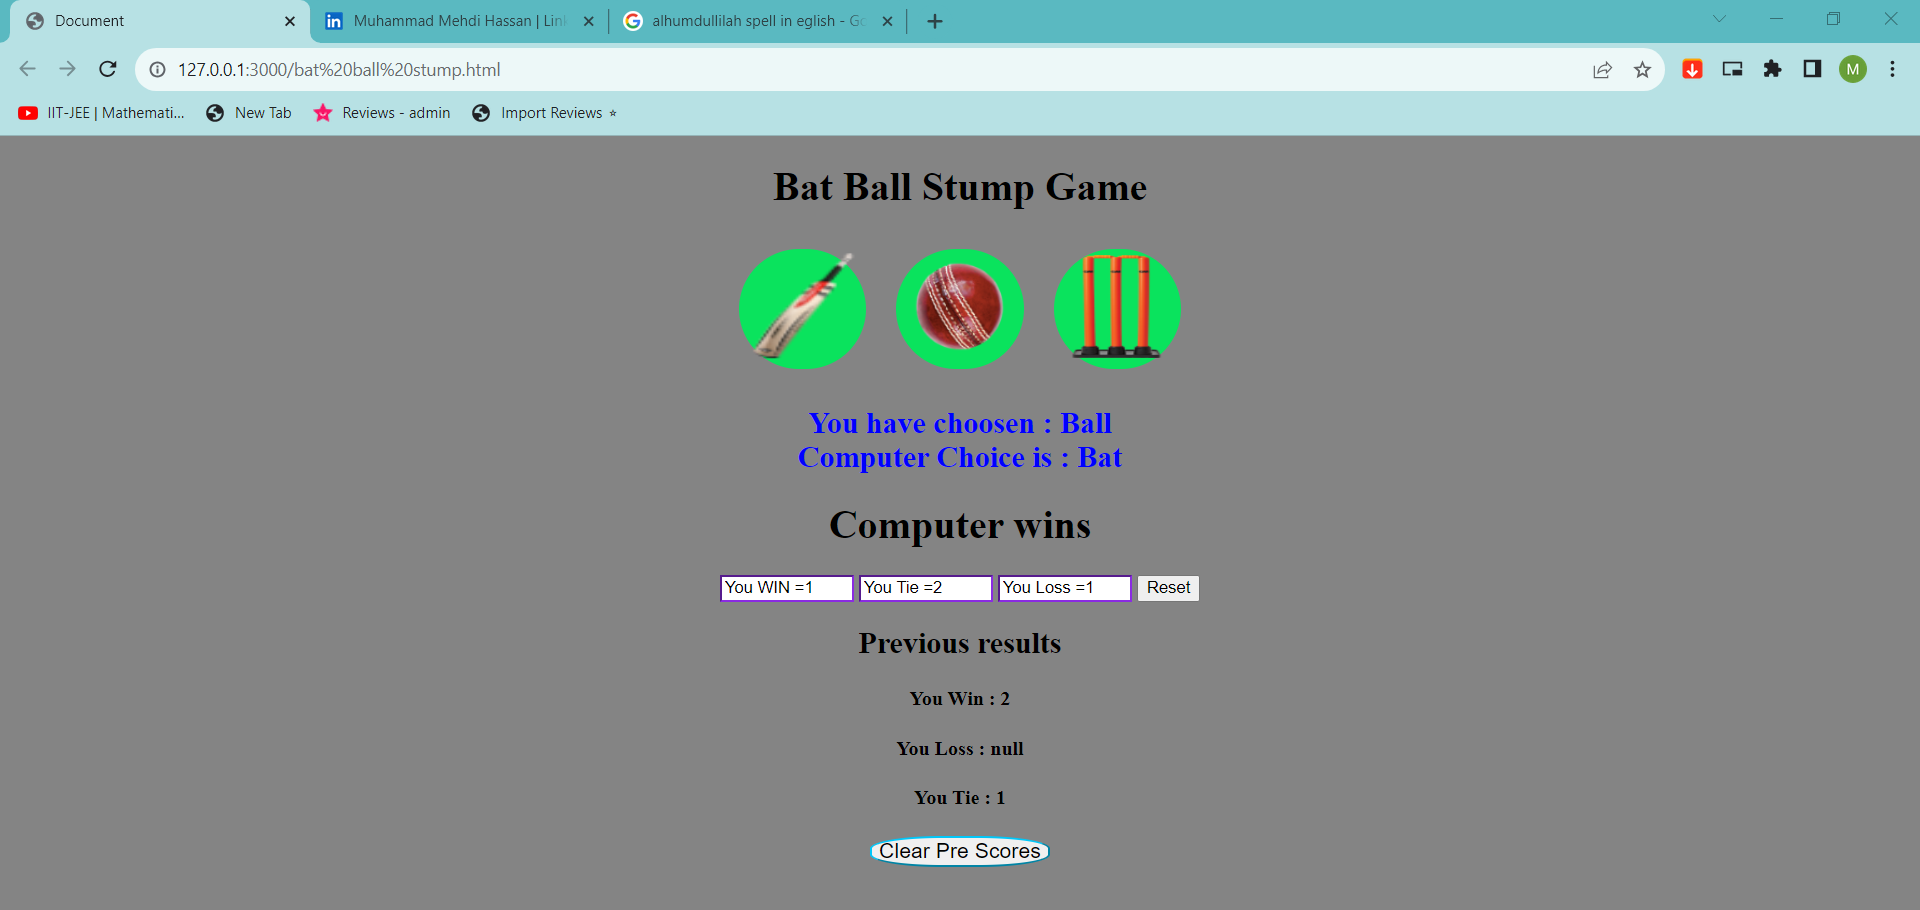 Document
Muhammad Mehdi Hassan | Lin
alhumdullilah spell in eglish - Go
127.0.0.1:3000/bat%20ball%20stump.html
M
IIT-JEE | Mathemati...
New Tab
Reviews - admin
Import Reviews ⭐
Bat Ball Stump Game
You have choosen : Ball
Computer Choice is : Bat
Computer wins
You WIN =1
You Tie =2
You Loss =1
Reset
Previous results
You Win : 2
You Loss : null
You Tie : 1
Clear Pre Scores